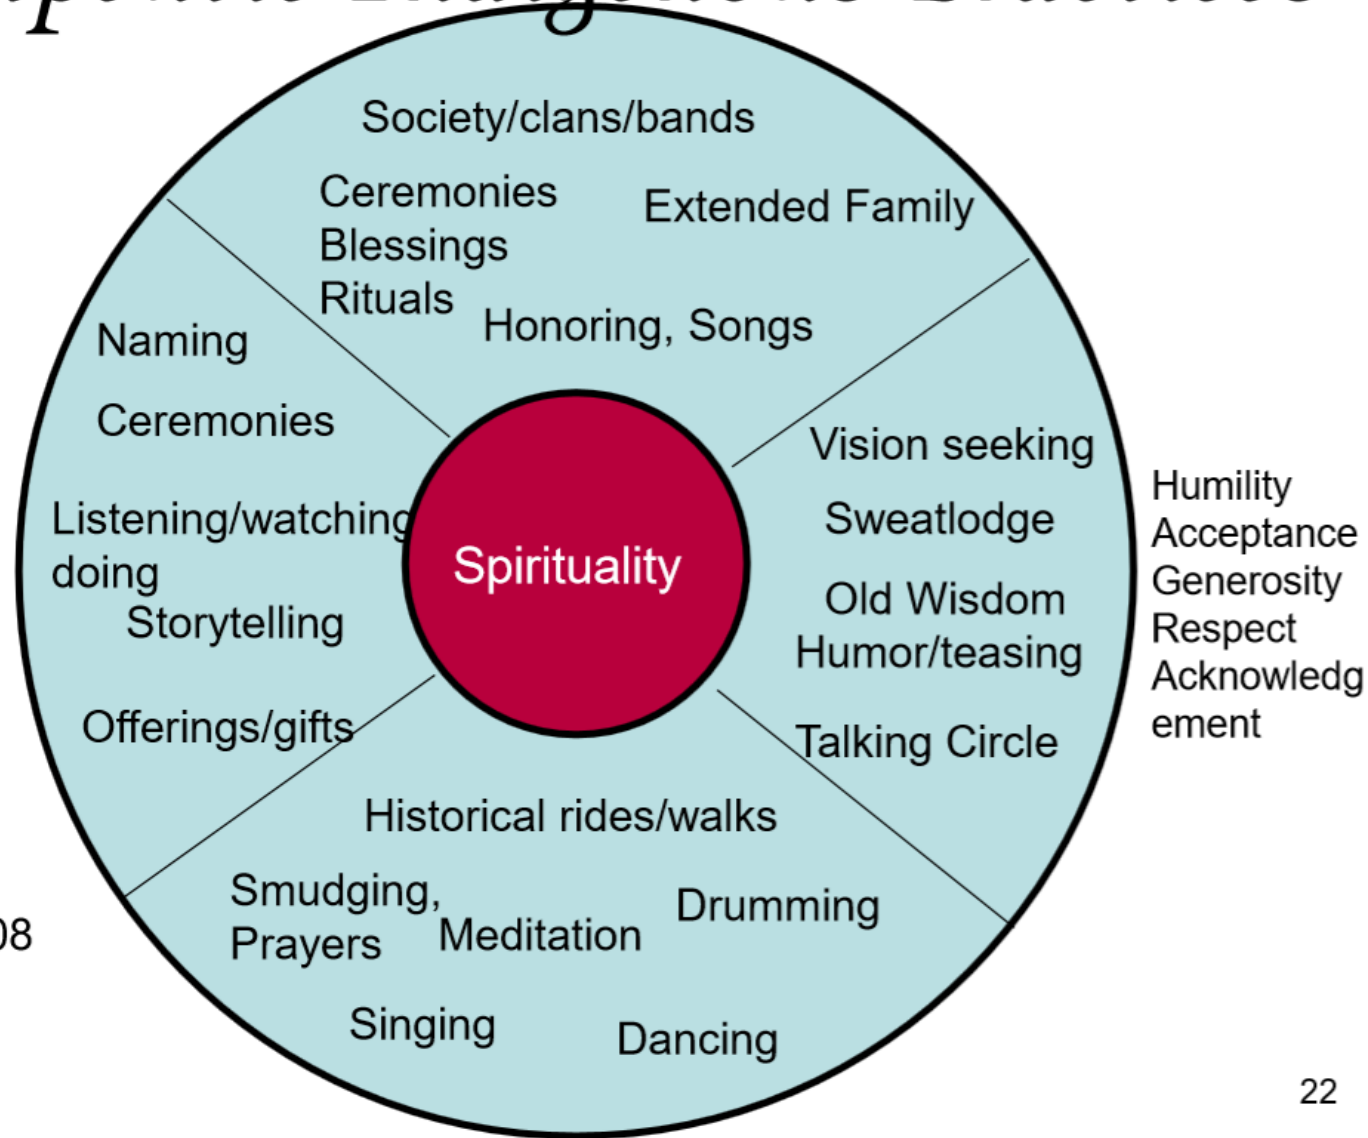 Society/clans/bands
Ceremonies
Blessings
Rituals
Extended Family
Honoring, Songs
Naming
Ceremonies
Listening/watching
doing
Storytelling
Offerings/gifts
Spirituality
Vision seeking
Sweatlodge
Old Wisdom
Humor/teasing
Talking Circle
Humility
Acceptance
Generosity
Respect
Acknowledg
ement
Historical rides/walks
Smudging,
Prayers
Meditation
Drumming
Singing
Dancing
08
22